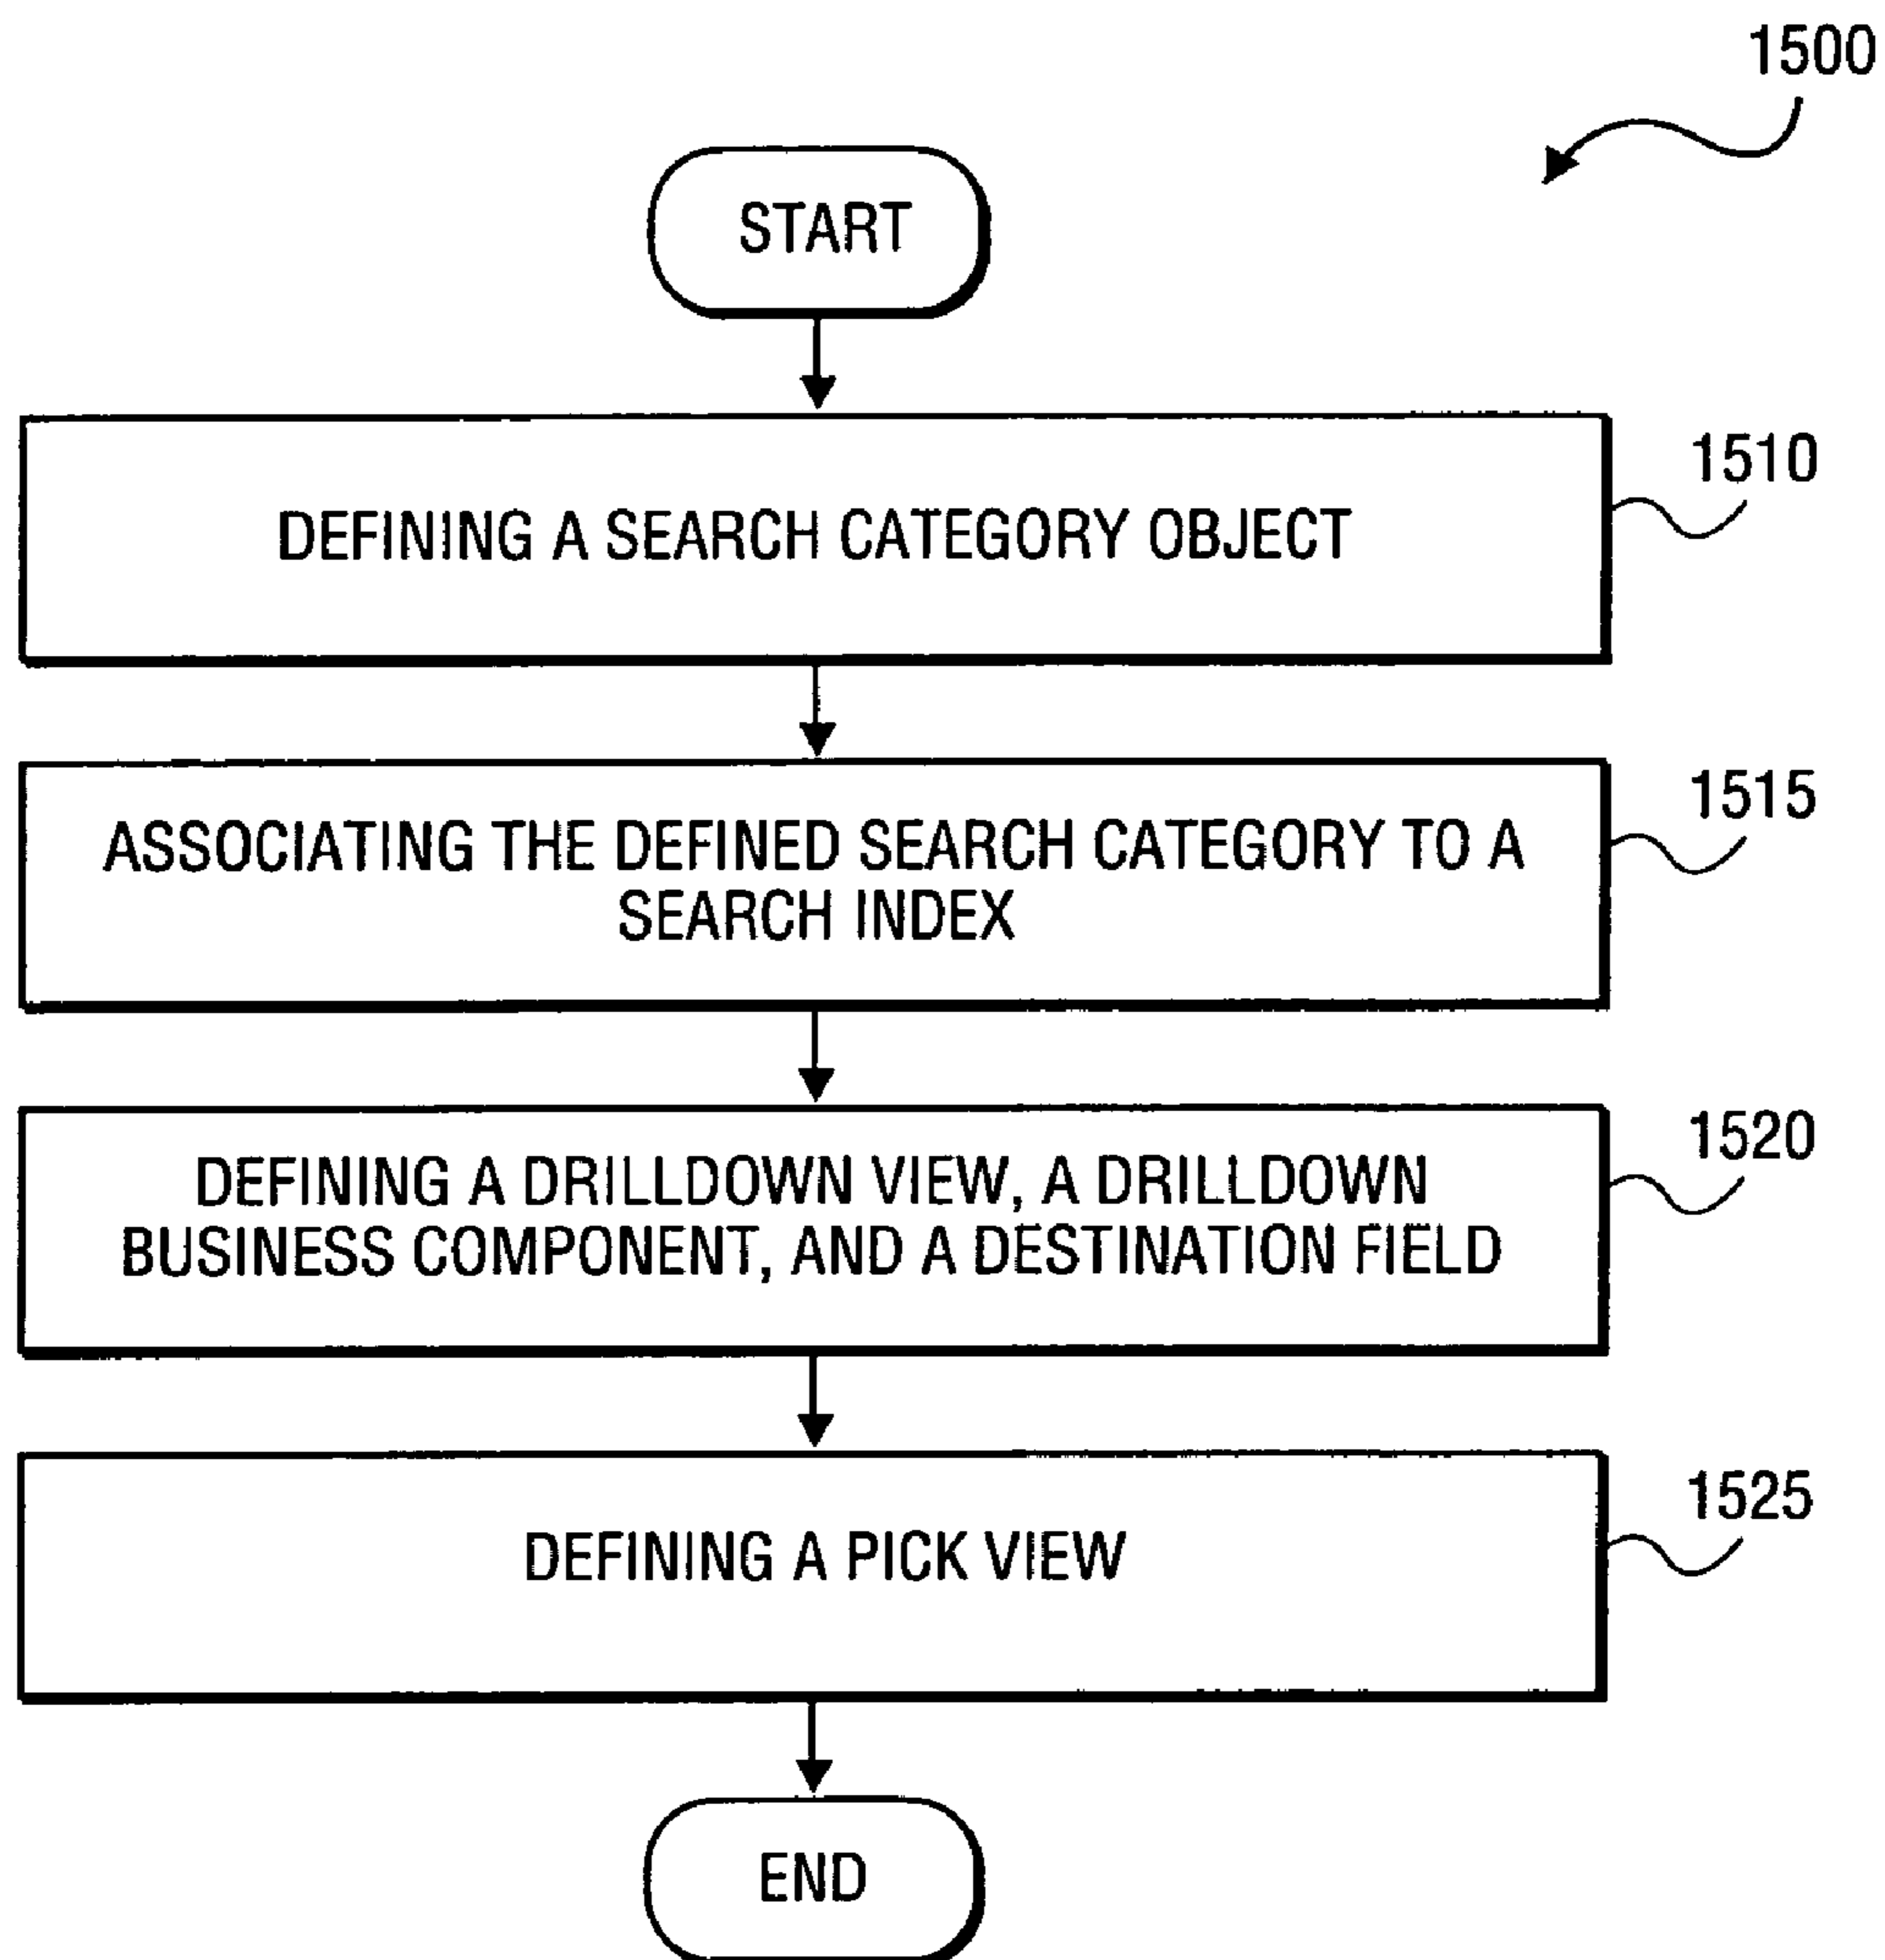 1500
START
DEFINING A SEARCH CATEGORY OBJECT
1510
ASSOCIATING THE DEFINED SEARCH CATEGORY TO A
SEARCH INDEX
1515
DEFINING A DRILLDOWN VIEW, A DRILLDOWN
BUSINESS COMPONENT, AND A DESTINATION FIELD
1520
DEFINING A PICK VIEW
1525
END